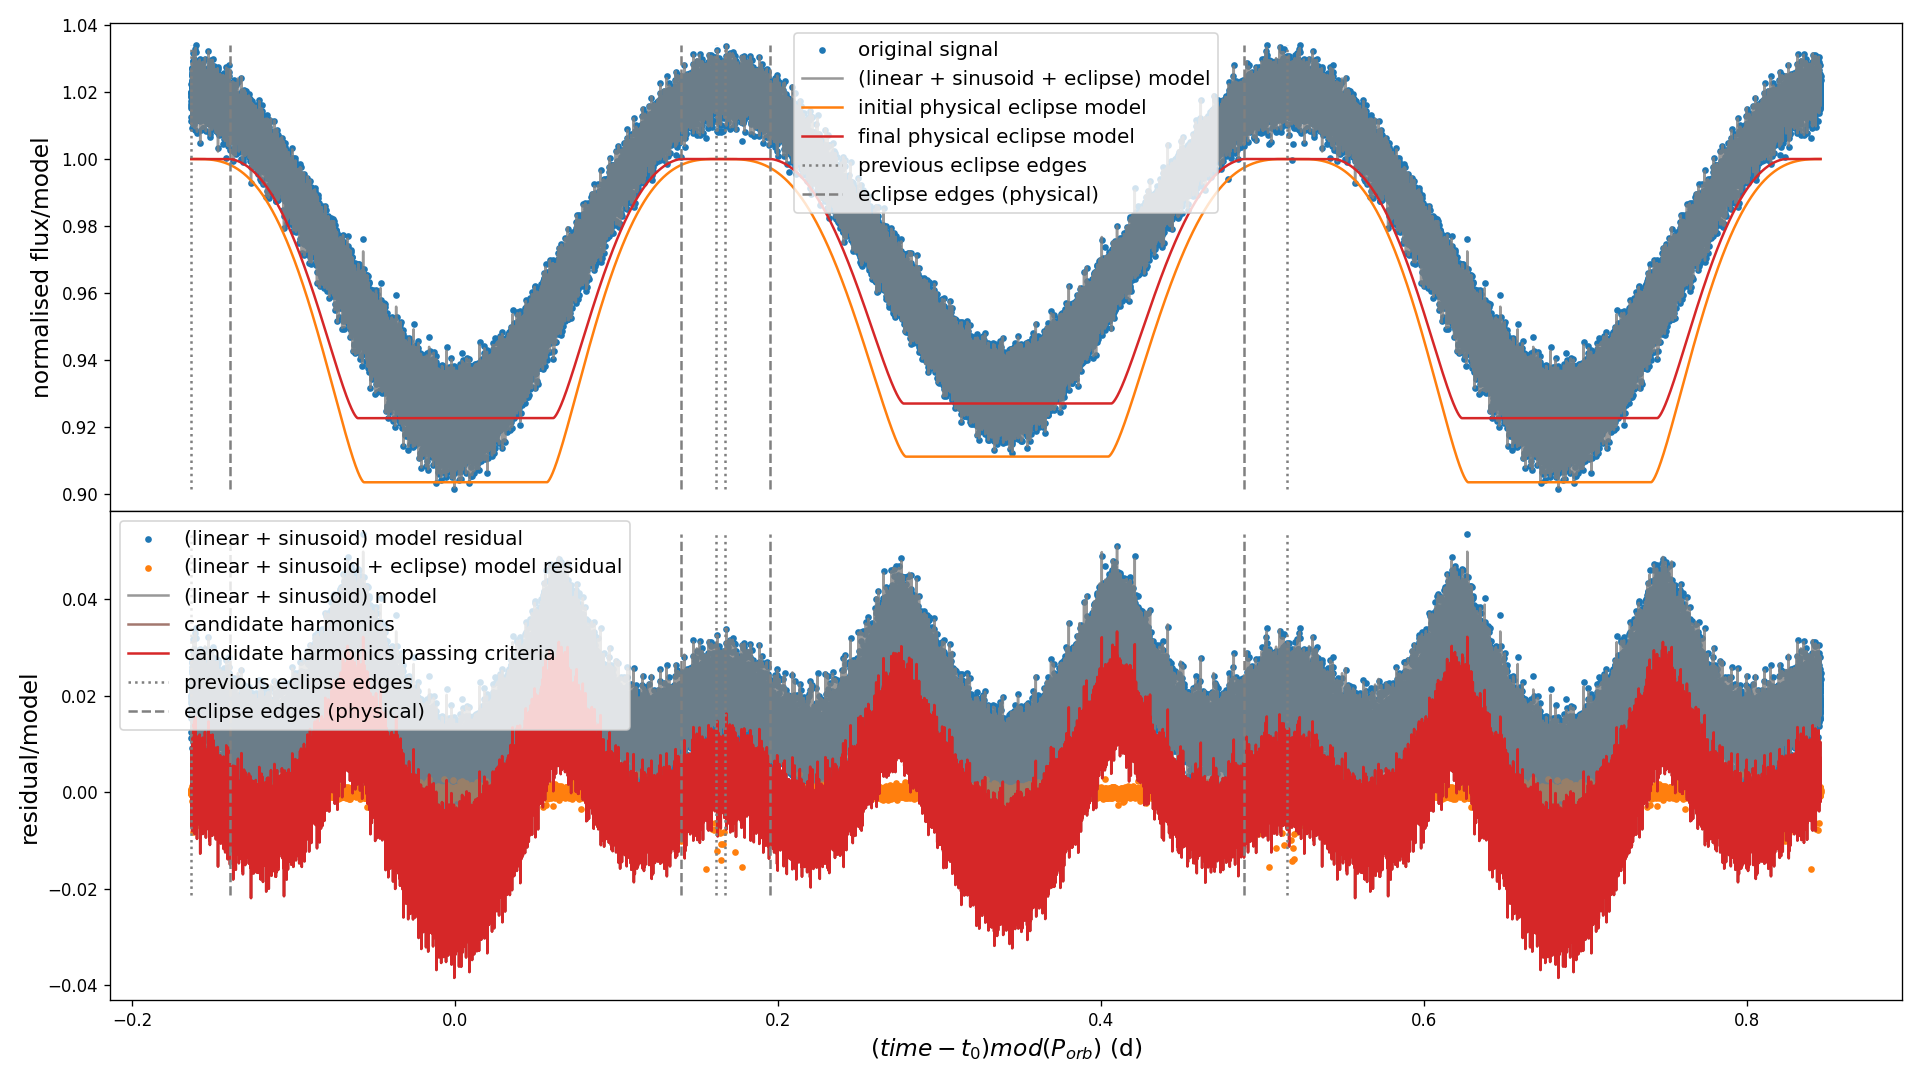 normalised flux/model
1.04
1.02
1.00
0.98
0.96
0.94
0.92
0.90
original signal
(linear + sinusoid + eclipse) model
initial physical eclipse model
final physical eclipse model
previous eclipse edges
eclipse edges (physical)
residual/model
0.04
0.02
0.00
−0.02
−0.04
(linear + sinusoid) model residual
(linear + sinusoid + eclipse) model residual
(linear + sinusoid) model
candidate harmonics
candidate harmonics passing criteria
previous eclipse edges
eclipse edges (physical)
−0.2 0.0 0.2 0.4 0.6 0.8
(time − t₀)mod(Pₒᵣb) (d)